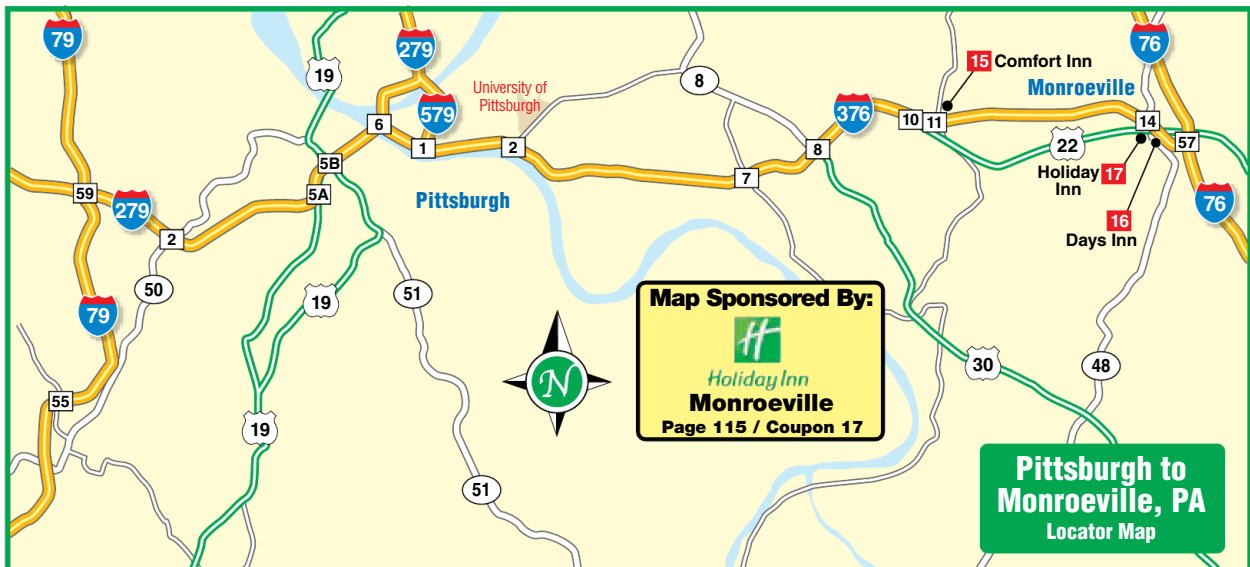 79
19
279
579
University of
Pittsburgh
8
376
15 Comfort Inn
Monroeville
76
6
1
2
5B
5A
7
8
10
11
14
22
57
Holiday 17
Inn
16
Days Inn
76
59
279
2
Pittsburgh
50
19
51
79
55
19
51
N
Map Sponsored By:
H
Holiday Inn
Monroeville
Page 115 / Coupon 17
30
48
Pittsburgh to
Monroeville, PA
Locator Map